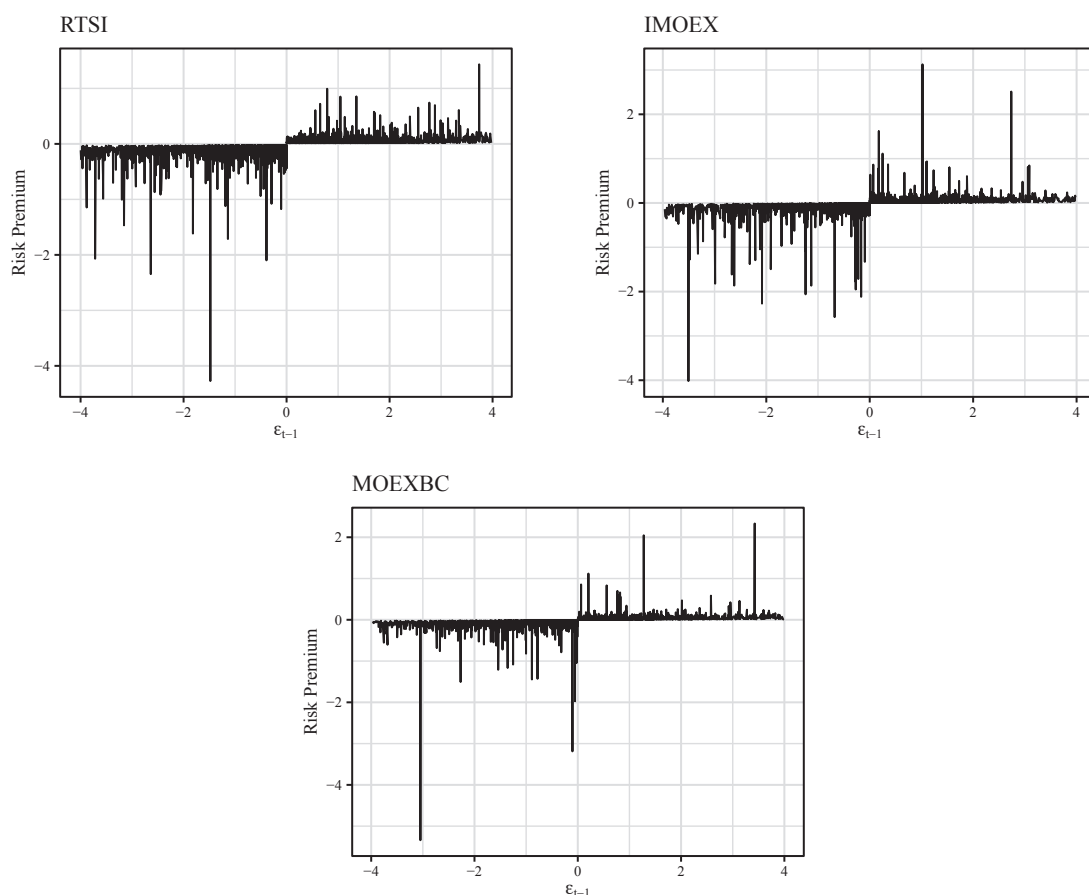 RTSI
Risk Premium
0
−2
−4
−4 −2 0 2 4
εt−1
IMOEX
Risk Premium
2
0
−2
−4
−4 −2 0 2 4
εt−1
MOEXBC
Risk Premium
2
0
−2
−4
−4 −2 0 2 4
εt−1